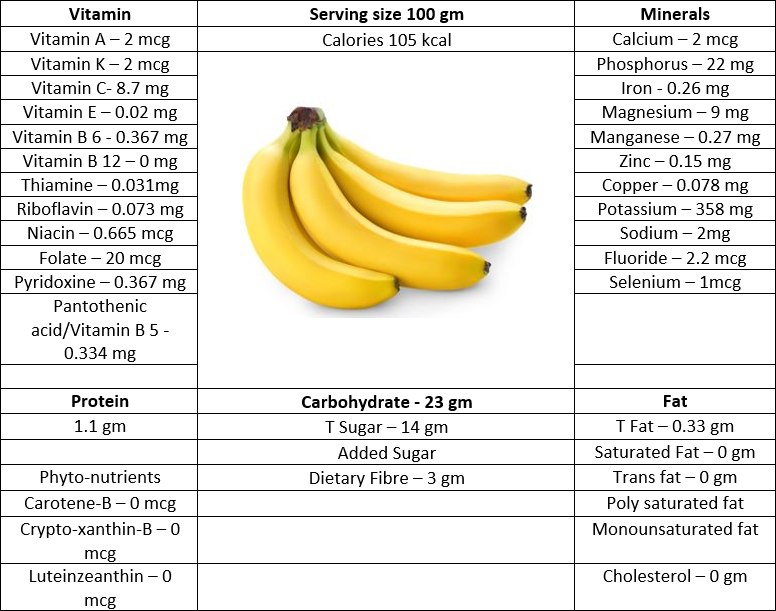 Vitamin
Serving size 100 gm
Minerals
Vitamin A – 2 mcg
Calories 105 kcal
Calcium – 2 mcg
Vitamin K – 2 mcg
Phosphorus – 22 mg
Vitamin C- 8.7 mg
Iron - 0.26 mg
Vitamin E – 0.02 mg
Magnesium – 9 mg
Vitamin B 6 - 0.367 mg
Manganese – 0.27 mg
Vitamin B 12 – 0 mg
Zinc – 0.15 mg
Thiamine – 0.031mg
Copper – 0.078 mg
Riboflavin – 0.073 mg
Potassium – 358 mg
Niacin – 0.665 mcg
Sodium – 2mg
Folate – 20 mcg
Fluoride – 2.2 mcg
Pyridoxine – 0.367 mg
Selenium – 1mcg
Pantothenic
acid/Vitamin B 5 -
0.334 mg
Protein
Carbohydrate - 23 gm
Fat
1.1 gm
T Sugar – 14 gm
T Fat – 0.33 gm
Added Sugar
Saturated Fat – 0 gm
Phyto-nutrients
Dietary Fibre – 3 gm
Trans fat – 0 gm
Carotene-B – 0 mcg
Poly saturated fat
Crypto-xanthin-B – 0
mcg
Monounsaturated fat
Luteinzeanthin – 0
mcg
Cholesterol – 0 gm